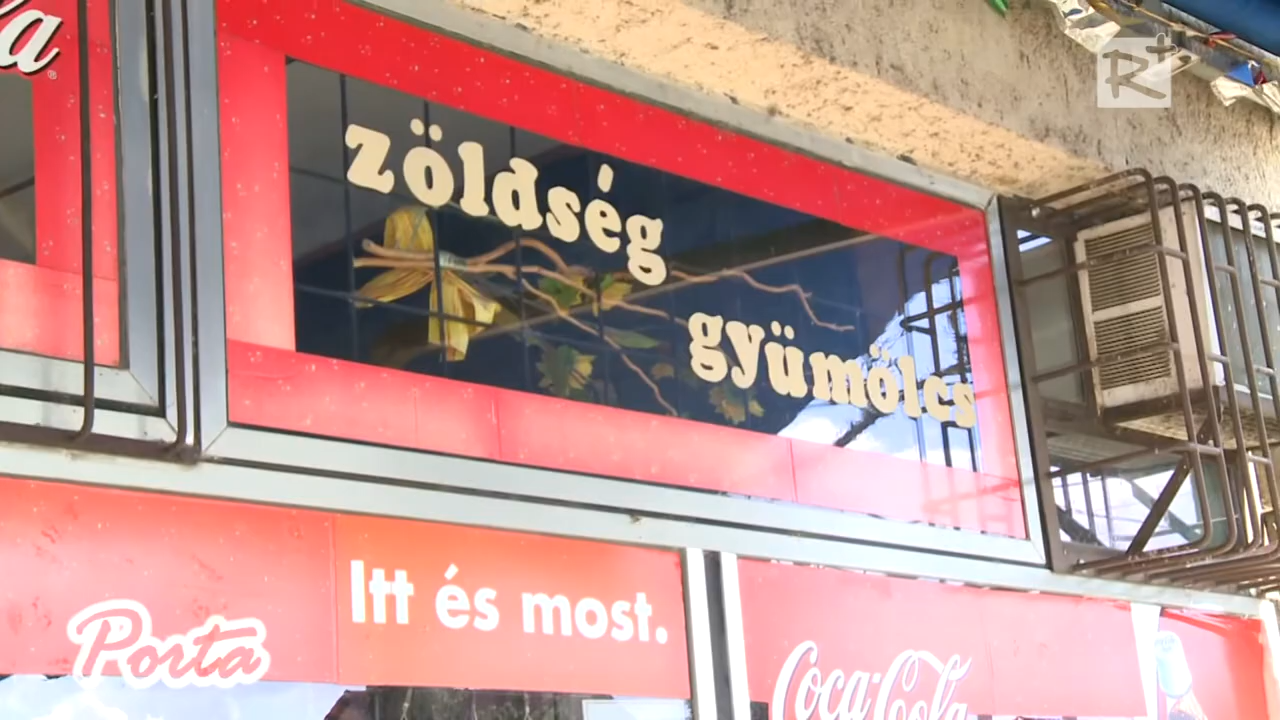 R+
zöldség
gyümölcs
Itt és most.
Porta
Coca-Cola